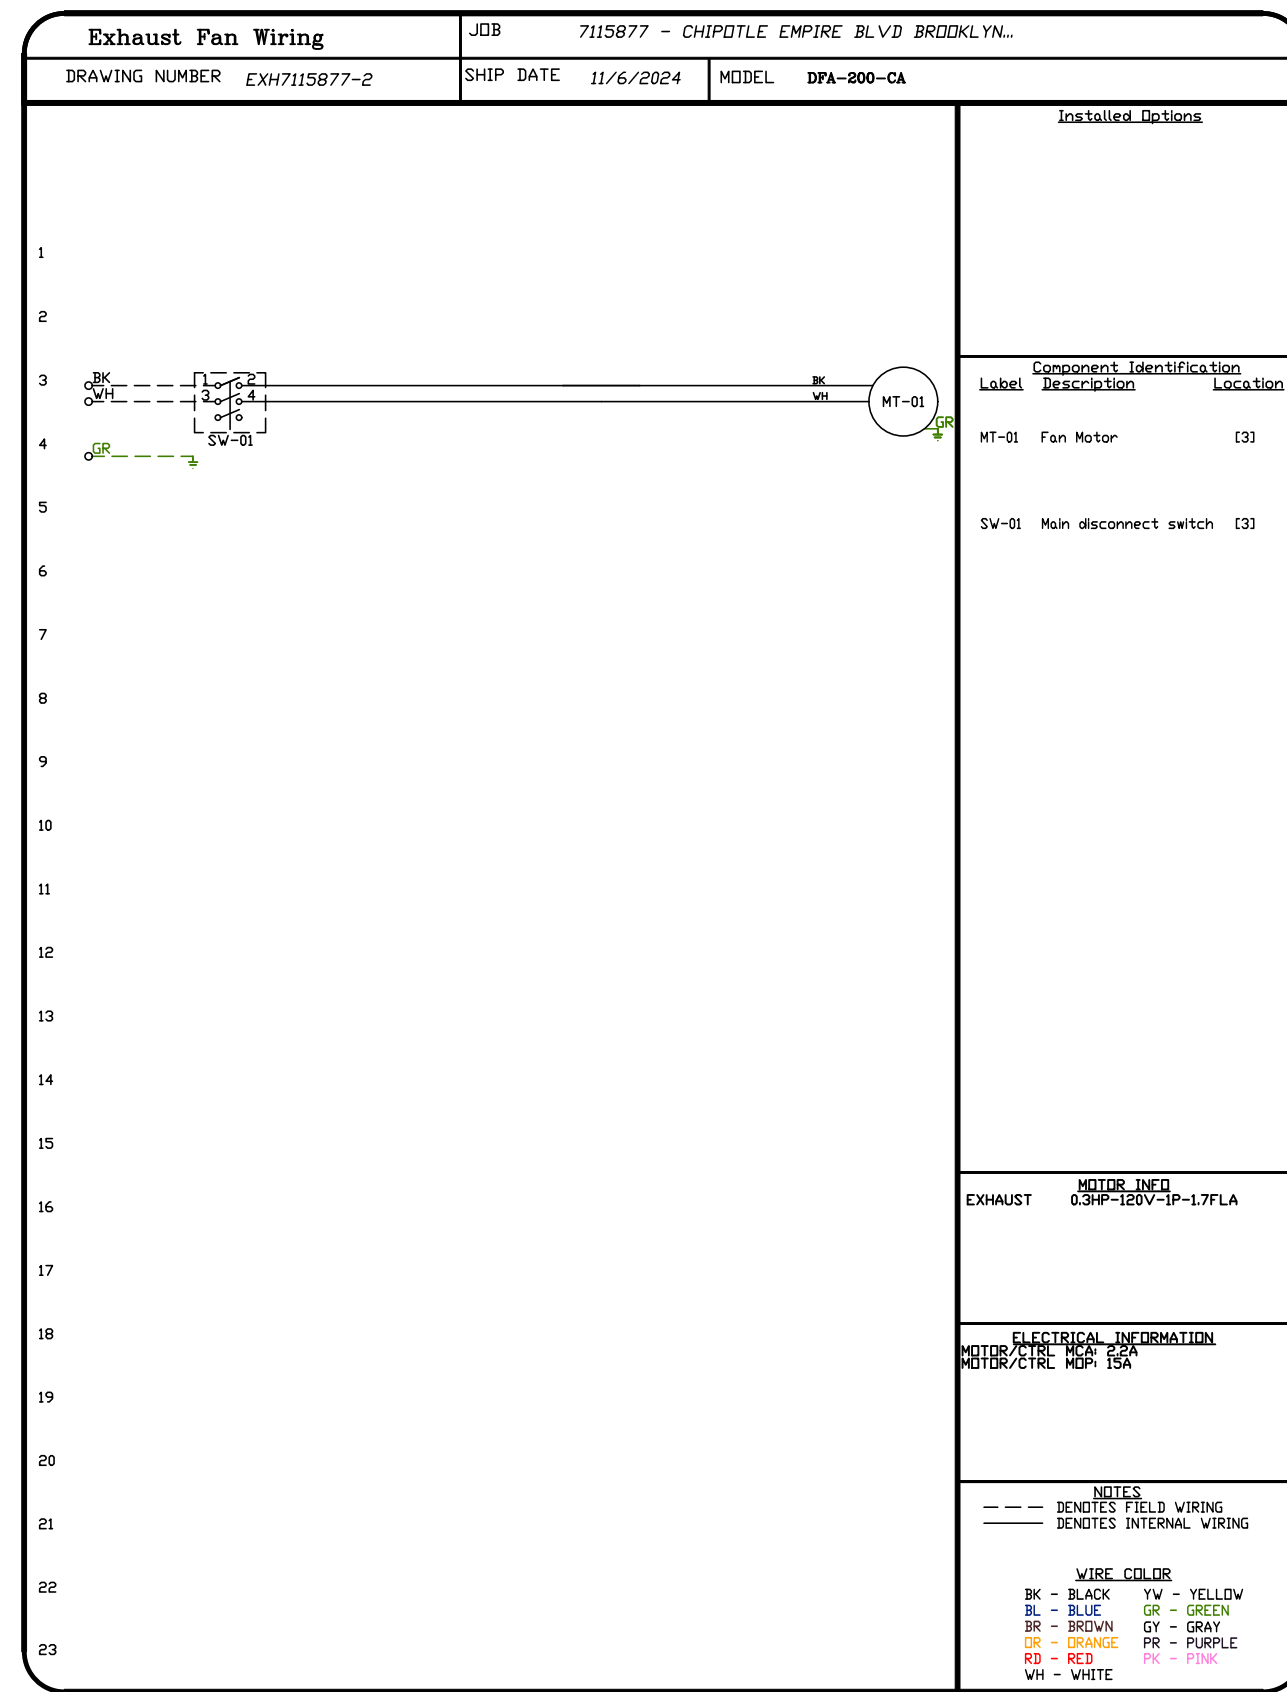 Exhaust Fan Wiring
JOB 7115877 - CHIPOTLE EMPIRE BLVD BROOKLYN...
DRAWING NUMBER EXH7115877-2
SHIP DATE 11/6/2024
MODEL DFA-200-CA
Installed Options
1
2
3
BK
WH
1 2
3 4
SW-01
BK
WH
MT-01
GR
4
GR
5
6
7
8
9
10
11
12
13
14
15
16
17
18
19
20
21
22
23
Component Identification
Label Description Location
MT-01 Fan Motor [3]
SW-01 Main disconnect switch [3]
MOTOR INFO
EXHAUST 0.3HP-120V-1P-1.7FLA
ELECTRICAL INFORMATION
MOTOR/CTRL MCA: 2.2A
MOTOR/CTRL MOP: 15A
NOTES
DENOTES FIELD WIRING
DENOTES INTERNAL WIRING
WIRE COLOR
BK - BLACK YW - YELLOW
BL - BLUE GR - GREEN
BR - BROWN GY - GRAY
OR - ORANGE PR - PURPLE
RD - RED PK - PINK
WH - WHITE